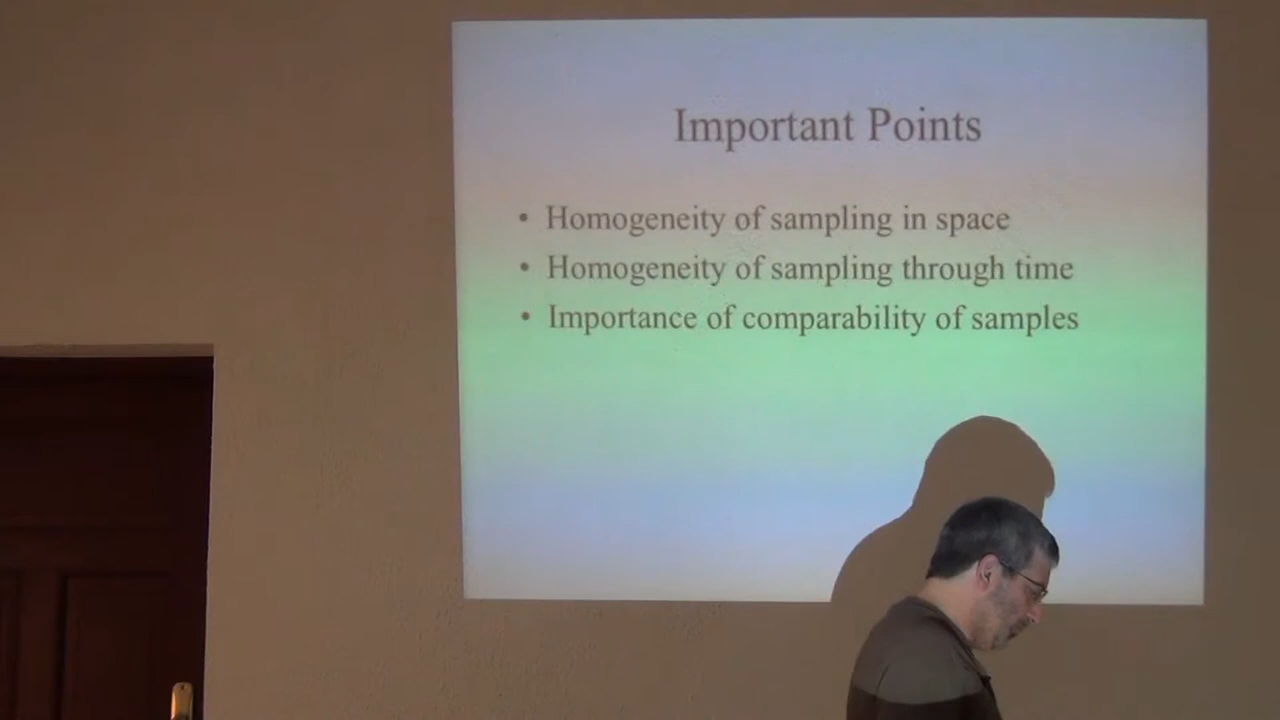 Important Points
• Homogeneity of sampling in space
• Homogeneity of sampling through time
• Importance of comparability of samples